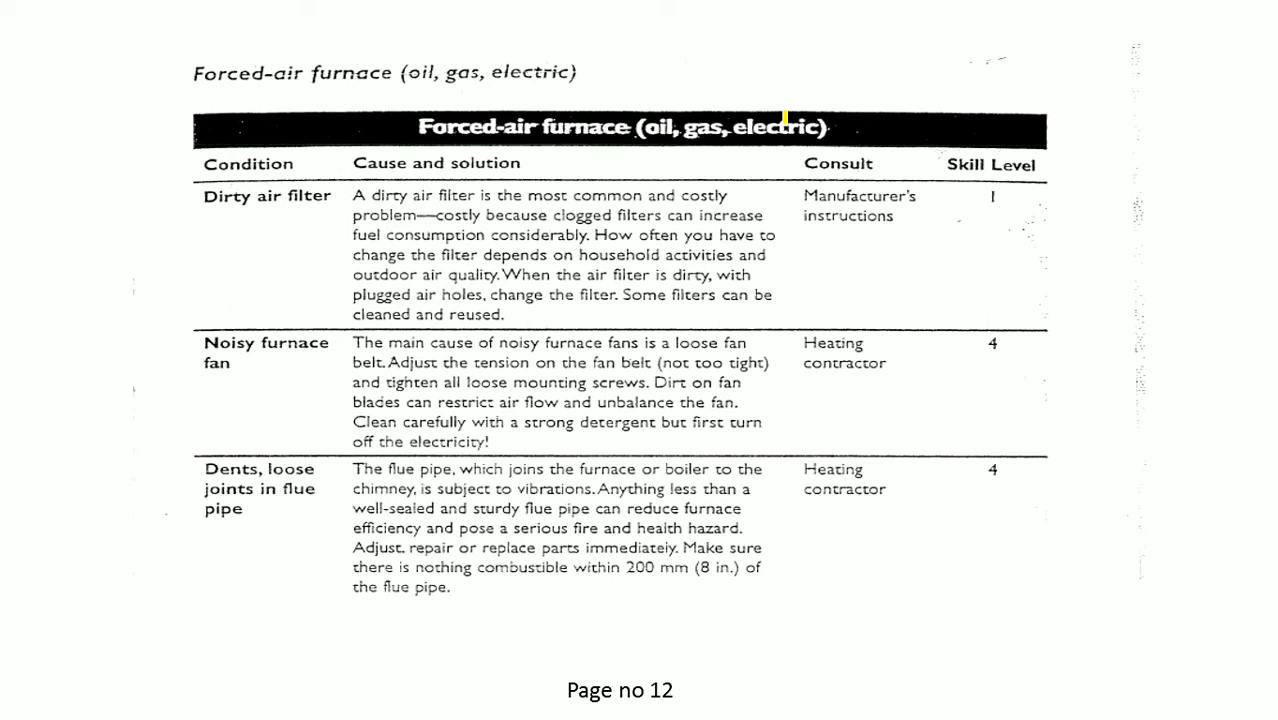 Forced-air furnace (oil, gas, electric)
Forced-air furnace (oil, gas, electric)
Condition Cause and solution Consult Skill Level
Dirty air filter A dirty air filter is the most common and costly Manufacturer's 1
problem—costly because clogged filters can increase instructions
fuel consumption considerably. How often you have to
change the filter depends on household activities and
outdoor air quality. When the air filter is dirty, with
plugged air holes, change the filter. Some filters can be
cleaned and reused.
Noisy furnace The main cause of noisy furnace fans is a loose fan Heating 4
fan belt. Adjust the tension on the fan belt (not too tight) contractor
and tighten all loose mounting screws. Dirt on fan
blades can restrict air flow and unbalance the fan.
Clean carefully with a strong detergent but first turn
off the electricity!
Dents, loose The flue pipe, which joins the furnace or boiler to the Heating 4
joints in flue chimney, is subject to vibrations. Anything less than a contractor
pipe well-sealed and sturdy flue pipe can reduce furnace
efficiency and pose a serious fire and health hazard.
Adjust, repair or replace parts immediately. Make sure
there is nothing combustible within 200 mm (8 in.) of
the flue pipe.
Page no 12